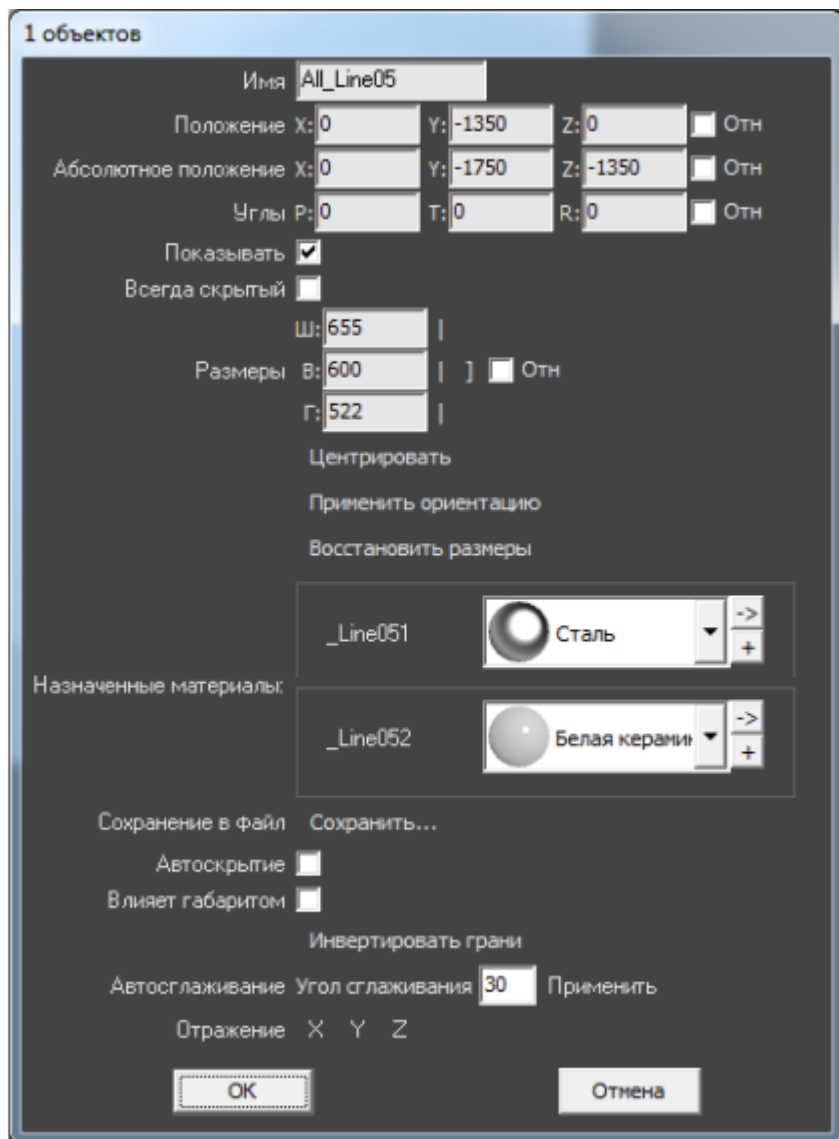 1 объектов
Имя All_Line05
Положение X: 0 Y: -1350 Z: 0 Отн
Абсолютное положение X: 0 Y: -1750 Z: -1350 Отн
Углы P: 0 T: 0 R: 0 Отн
Показывать
Всегда скрытый
Ш: 655 |
Размеры В: 600 | ] Отн
Г: 522 |
Центрировать
Применить ориентацию
Восстановить размеры
_Line051 Сталь -> +
Назначенные материалы:
_Line052 Белая керамик -> +
Сохранение в файл Сохранить...
Автоскрытие
Влияет габаритом
Инвертировать грани
Автосглаживание Угол сглаживания 30 Применить
Отражение X Y Z
OK Отмена